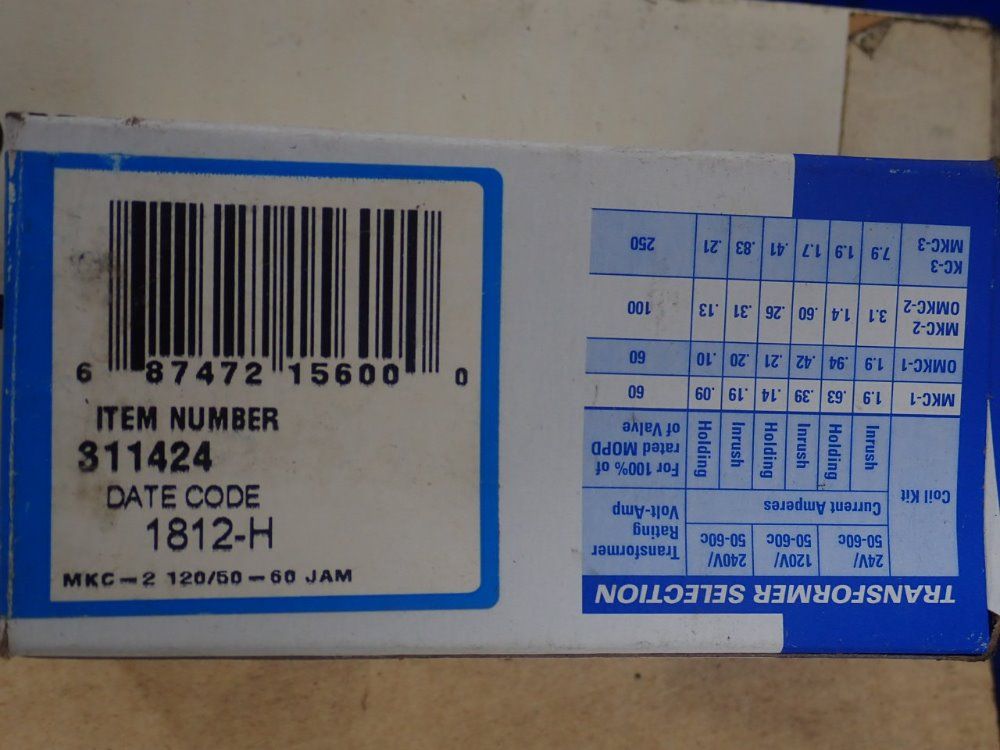 6 87472 15600 0
ITEM NUMBER
311424
DATE CODE
1812-H
MKC-2 120/50-60 JAM
TRANSFORMER SELECTION
Coil Kit
24V/
50-60c
120V/
50-60c
240V/
50-60c
Transformer
Rating
Volt-Amp
Current Amperes
Inrush
Holding
Inrush
Holding
Inrush
Holding
For 100% of
rated MOPD
of Valve
MKC-1 1.9 .63 .39 .14 .19 .09 60
OMKC-1 1.9 .94 .42 .21 .20 .10 60
MKC-2
OMKC-2 3.1 1.4 .60 .26 .31 .13 100
KC-3
MKC-3 7.9 1.9 1.7 .41 .83 .21 250